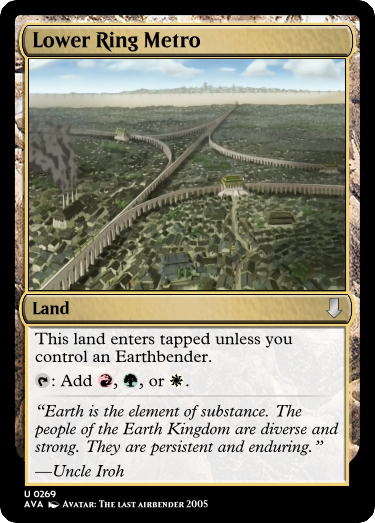 Lower Ring Metro
Land
This land enters tapped unless you
control an Earthbender.
: Add , , or .
“Earth is the element of substance. The
people of the Earth Kingdom are diverse and
strong. They are persistent and enduring.”
—Uncle Iroh
U 0269
AVA Avatar: The last airbender 2005